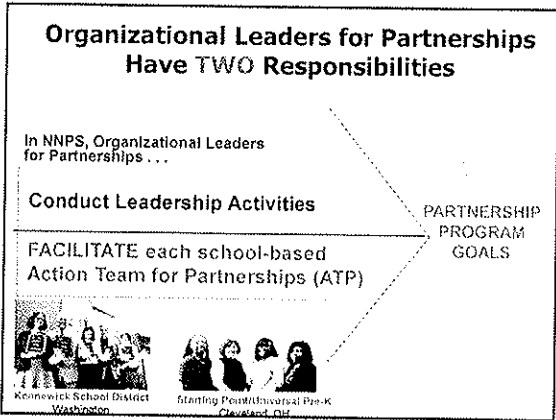 Organizational Leaders for Partnerships
Have TWO Responsibilities
In NNPS, Organizational Leaders
for Partnerships . . .
Conduct Leadership Activities
FACILITATE each school-based
Action Team for Partnerships (ATP)
PARTNERSHIP
PROGRAM
GOALS
Kennewick School District
Washington
Starting Point/Universal Pre-K
Cleveland, OH